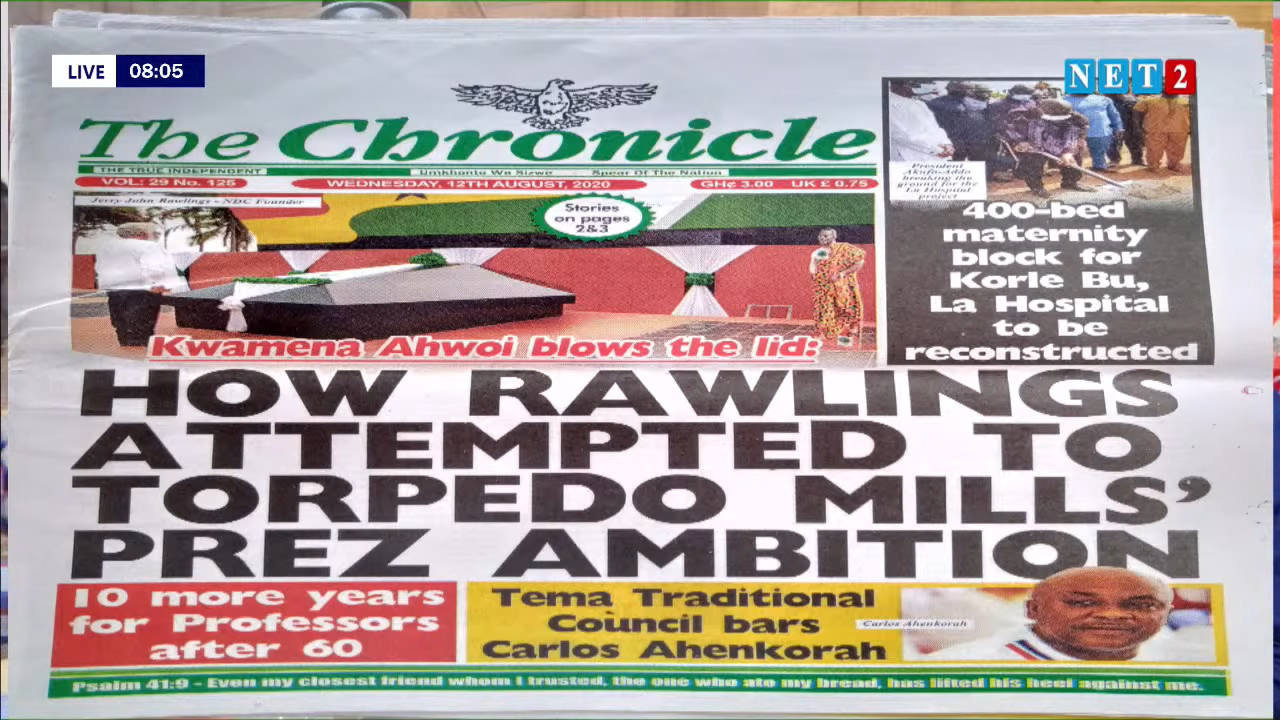 LIVE 08:05
NET2
The Chronicle
THE TRUE INDEPENDENT
Umkhonto We Sizwe Spear Of The Nation
VOL: 29 No. 125 WEDNESDAY, 12TH AUGUST, 2020 GH¢ 3.00 UK £ 0.75
Jerry John Rawlings - NDC Founder
Stories
on pages
2&3
Kwamena Ahwoi blows the lid:
President
Akufo-Addo
breaking the
ground for the
La Hospital
project
400-bed
maternity
block for
Korle Bu,
La Hospital
to be
reconstructed
HOW RAWLINGS
ATTEMPTED TO
TORPEDO MILLS'
PREZ AMBITION
10 more years
for Professors
after 60
Tema Traditional
Council bars
Carlos Ahenkorah
Carlos Ahenkorah
Psalm 41:9 - Even my closest friend whom I trusted, the one who ate my bread, has lifted his heel against me.